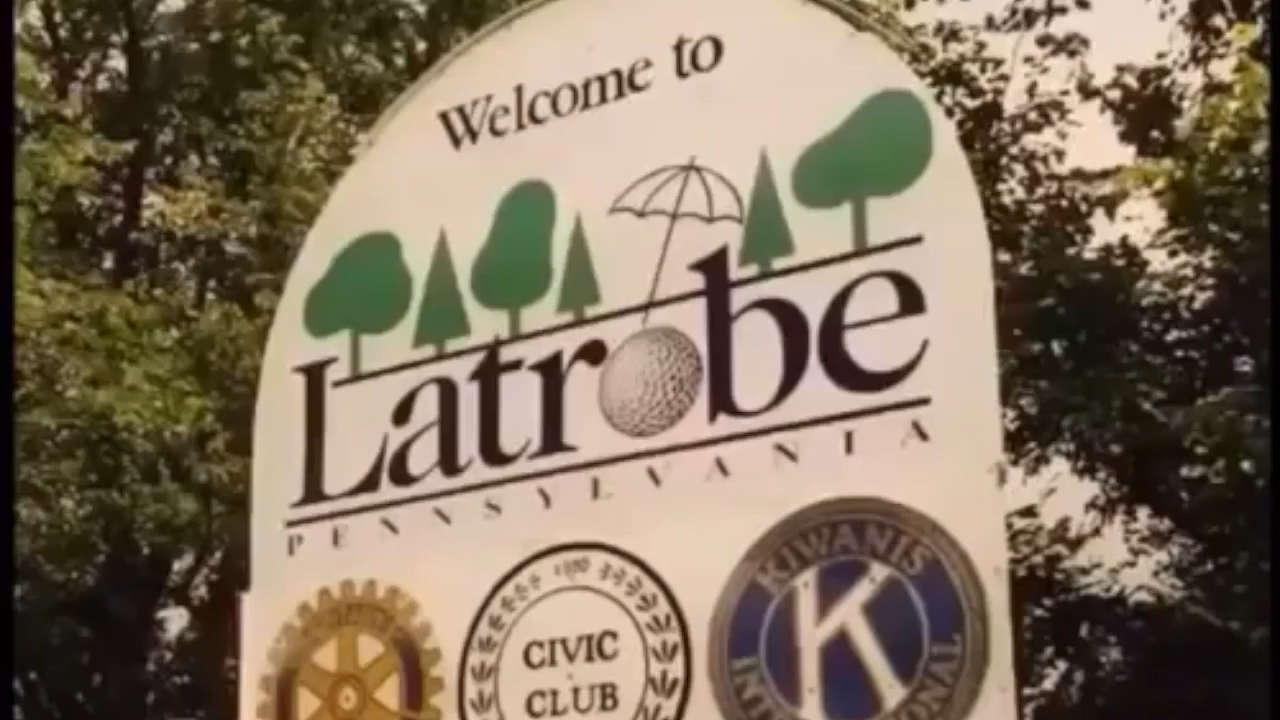 Welcome to
Latrobe
PENNSYLVANIA
CIVIC
CLUB
KIWANIS
K